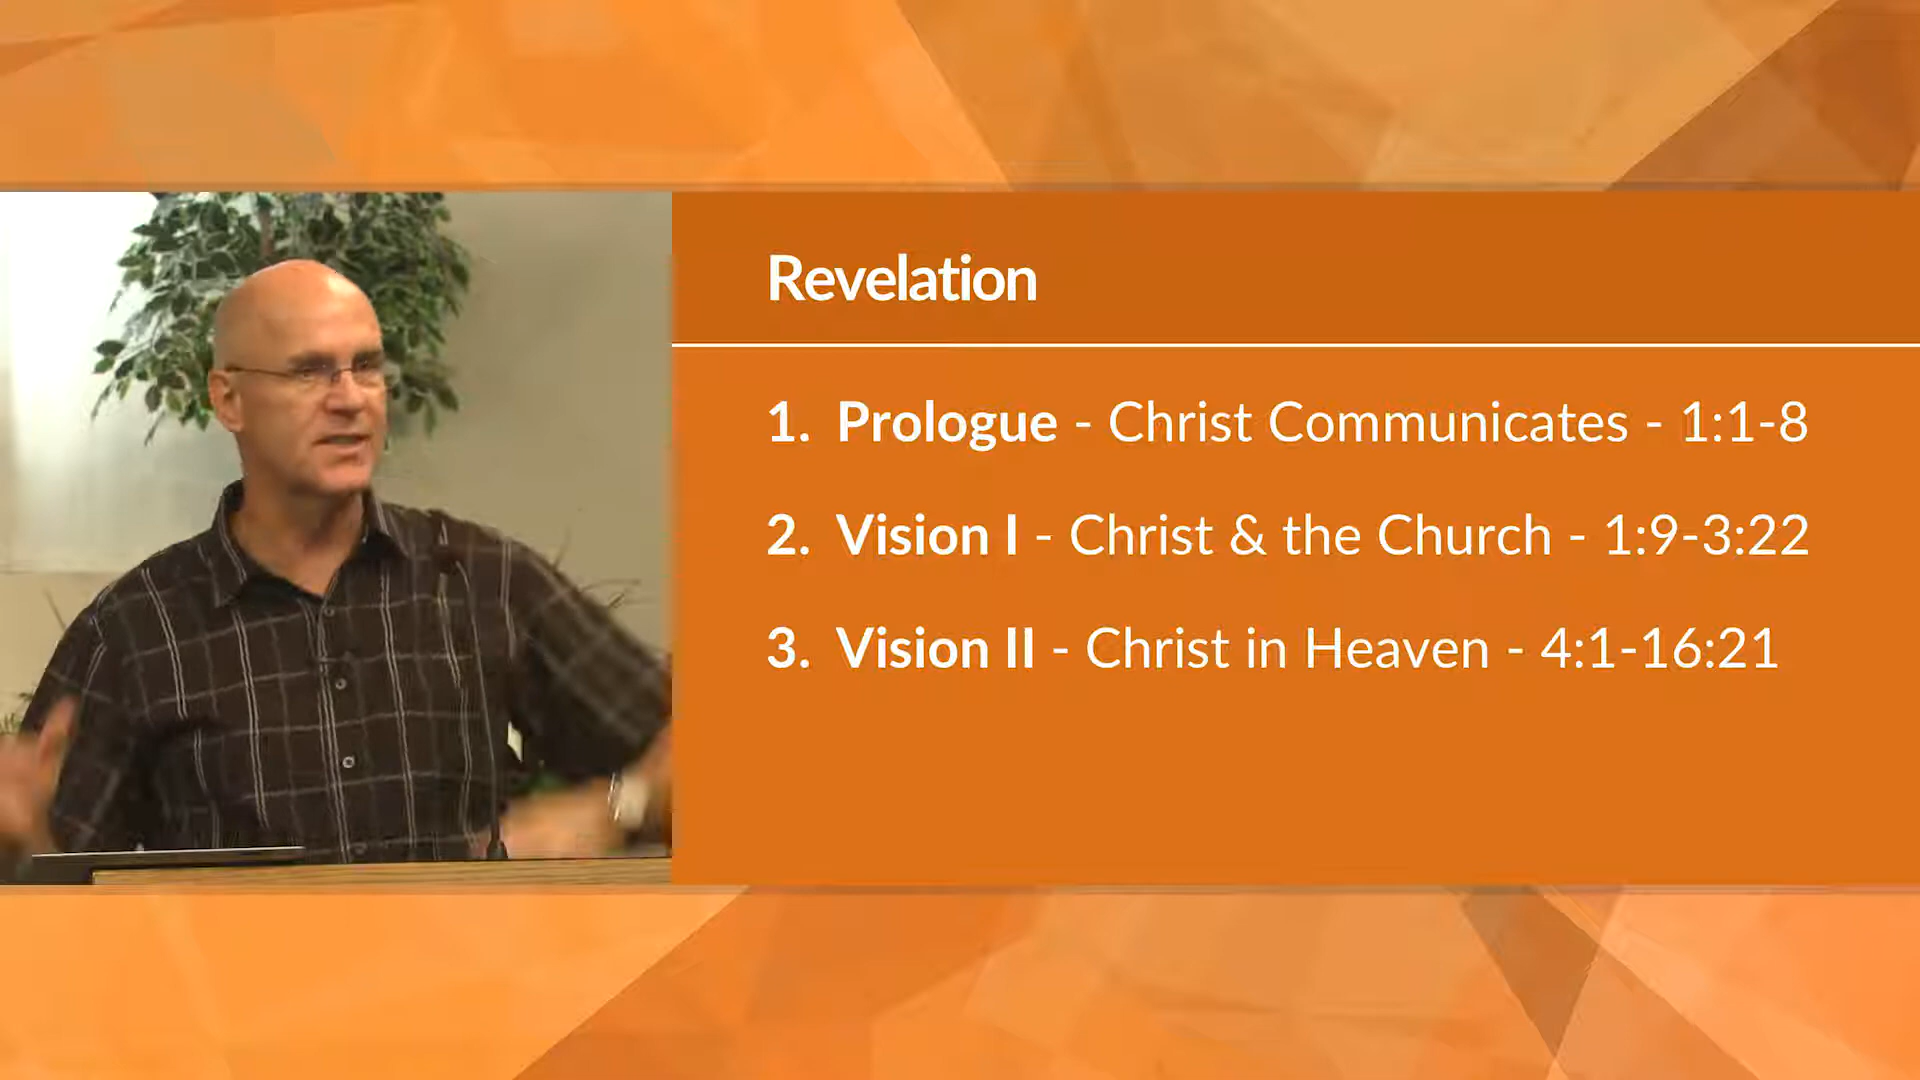 Revelation
1. Prologue - Christ Communicates - 1:1-8
2. Vision I - Christ & the Church - 1:9-3:22
3. Vision II - Christ in Heaven - 4:1-16:21